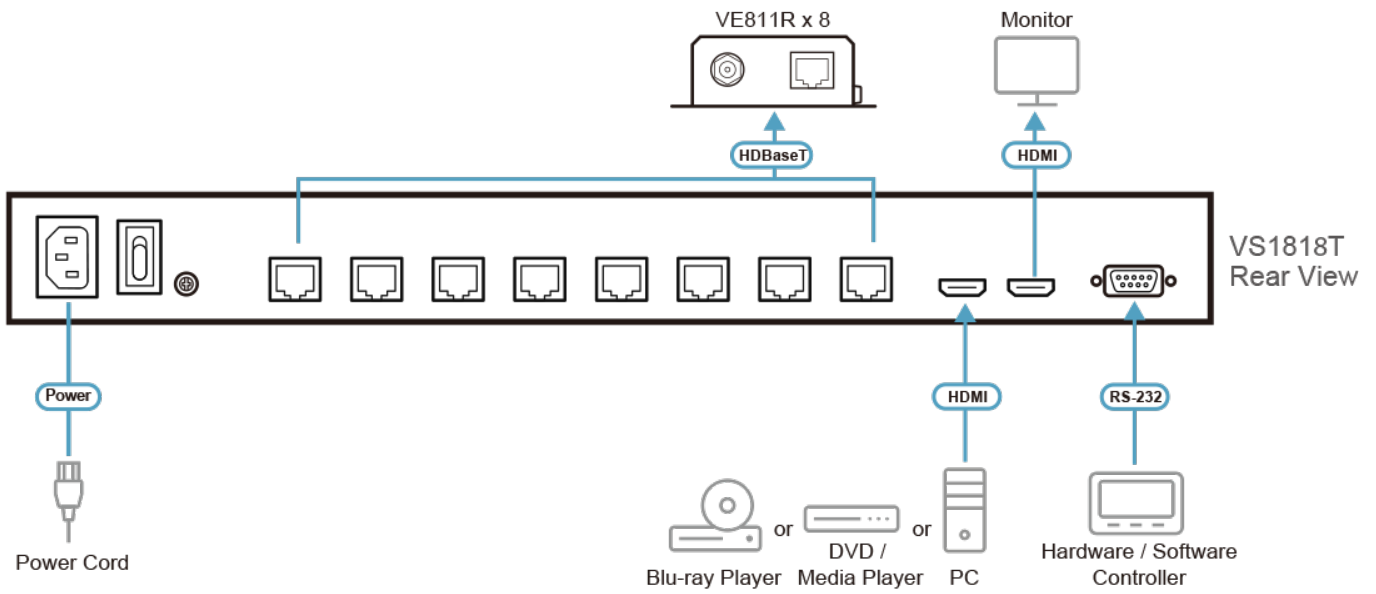 VE811R x 8
Monitor
HDBaseT
HDMI
VS1818T
Rear View
Power
HDMI
RS-232
Power Cord
or
or
Blu-ray Player
DVD /
Media Player
PC
Hardware / Software
Controller